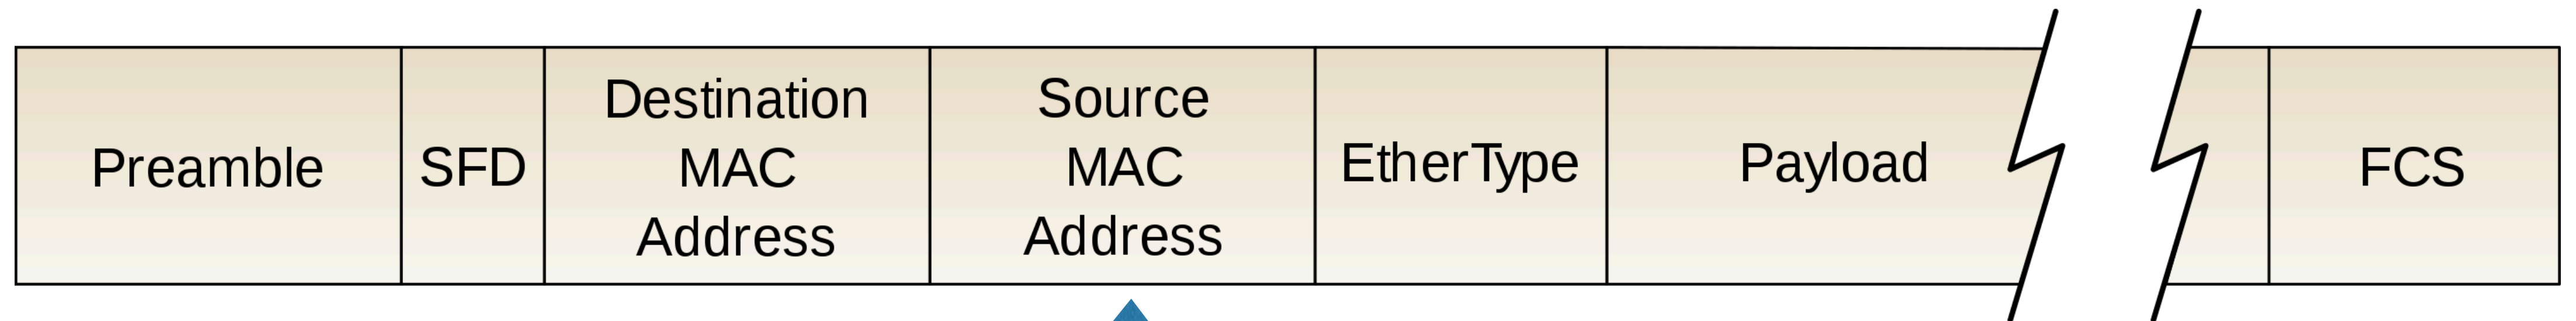 Preamble
SFD
Destination
MAC
Address
Source
MAC
Address
EtherType
Payload
FCS